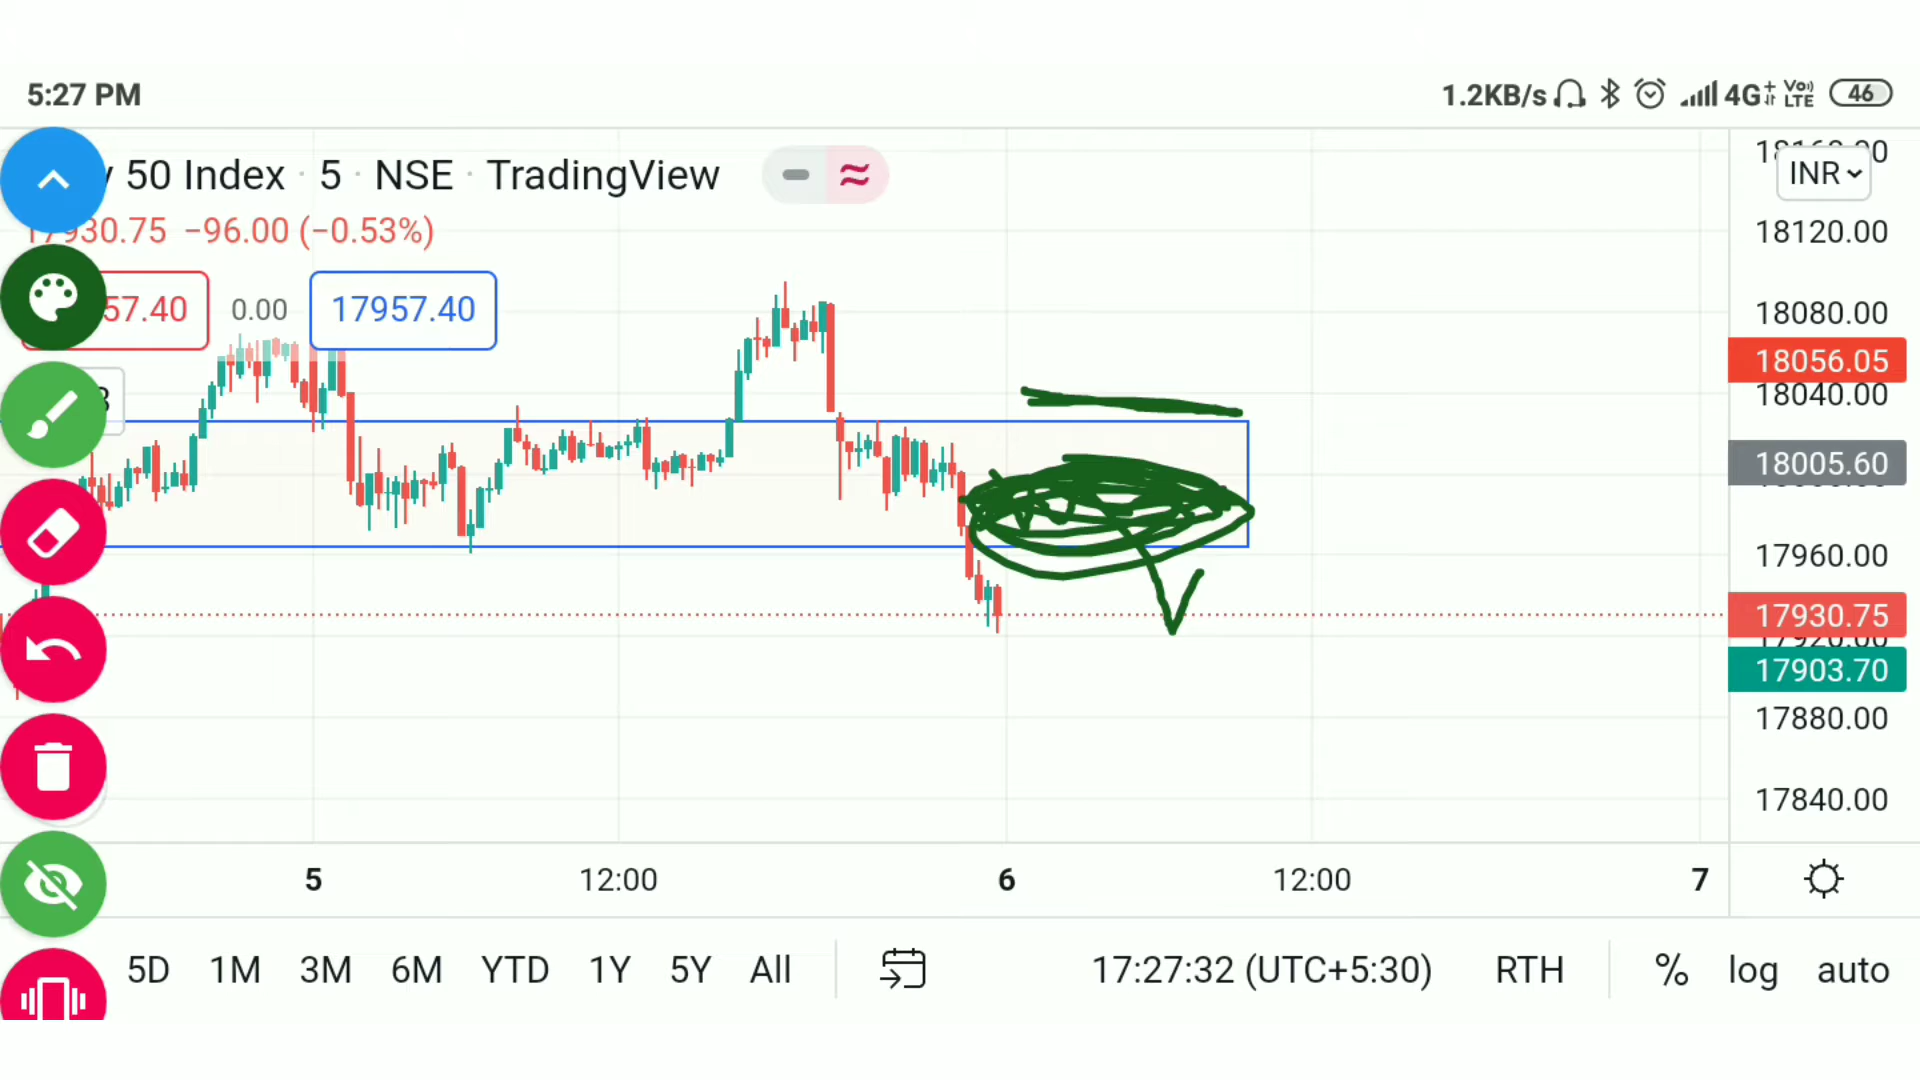 5:27 PM
1.2KB/s 4G+ Vo) LTE 46
50 Index · 5 · NSE · TradingView
INR
17930.75 −96.00 (−0.53%)
18120.00
57.40 0.00 17957.40
18080.00
18056.05
18040.00
18005.60
17960.00
17930.75
17903.70
17880.00
17840.00
5 12:00 6 12:00 7
5D 1M 3M 6M YTD 1Y 5Y All
17:27:32 (UTC+5:30) RTH % log auto